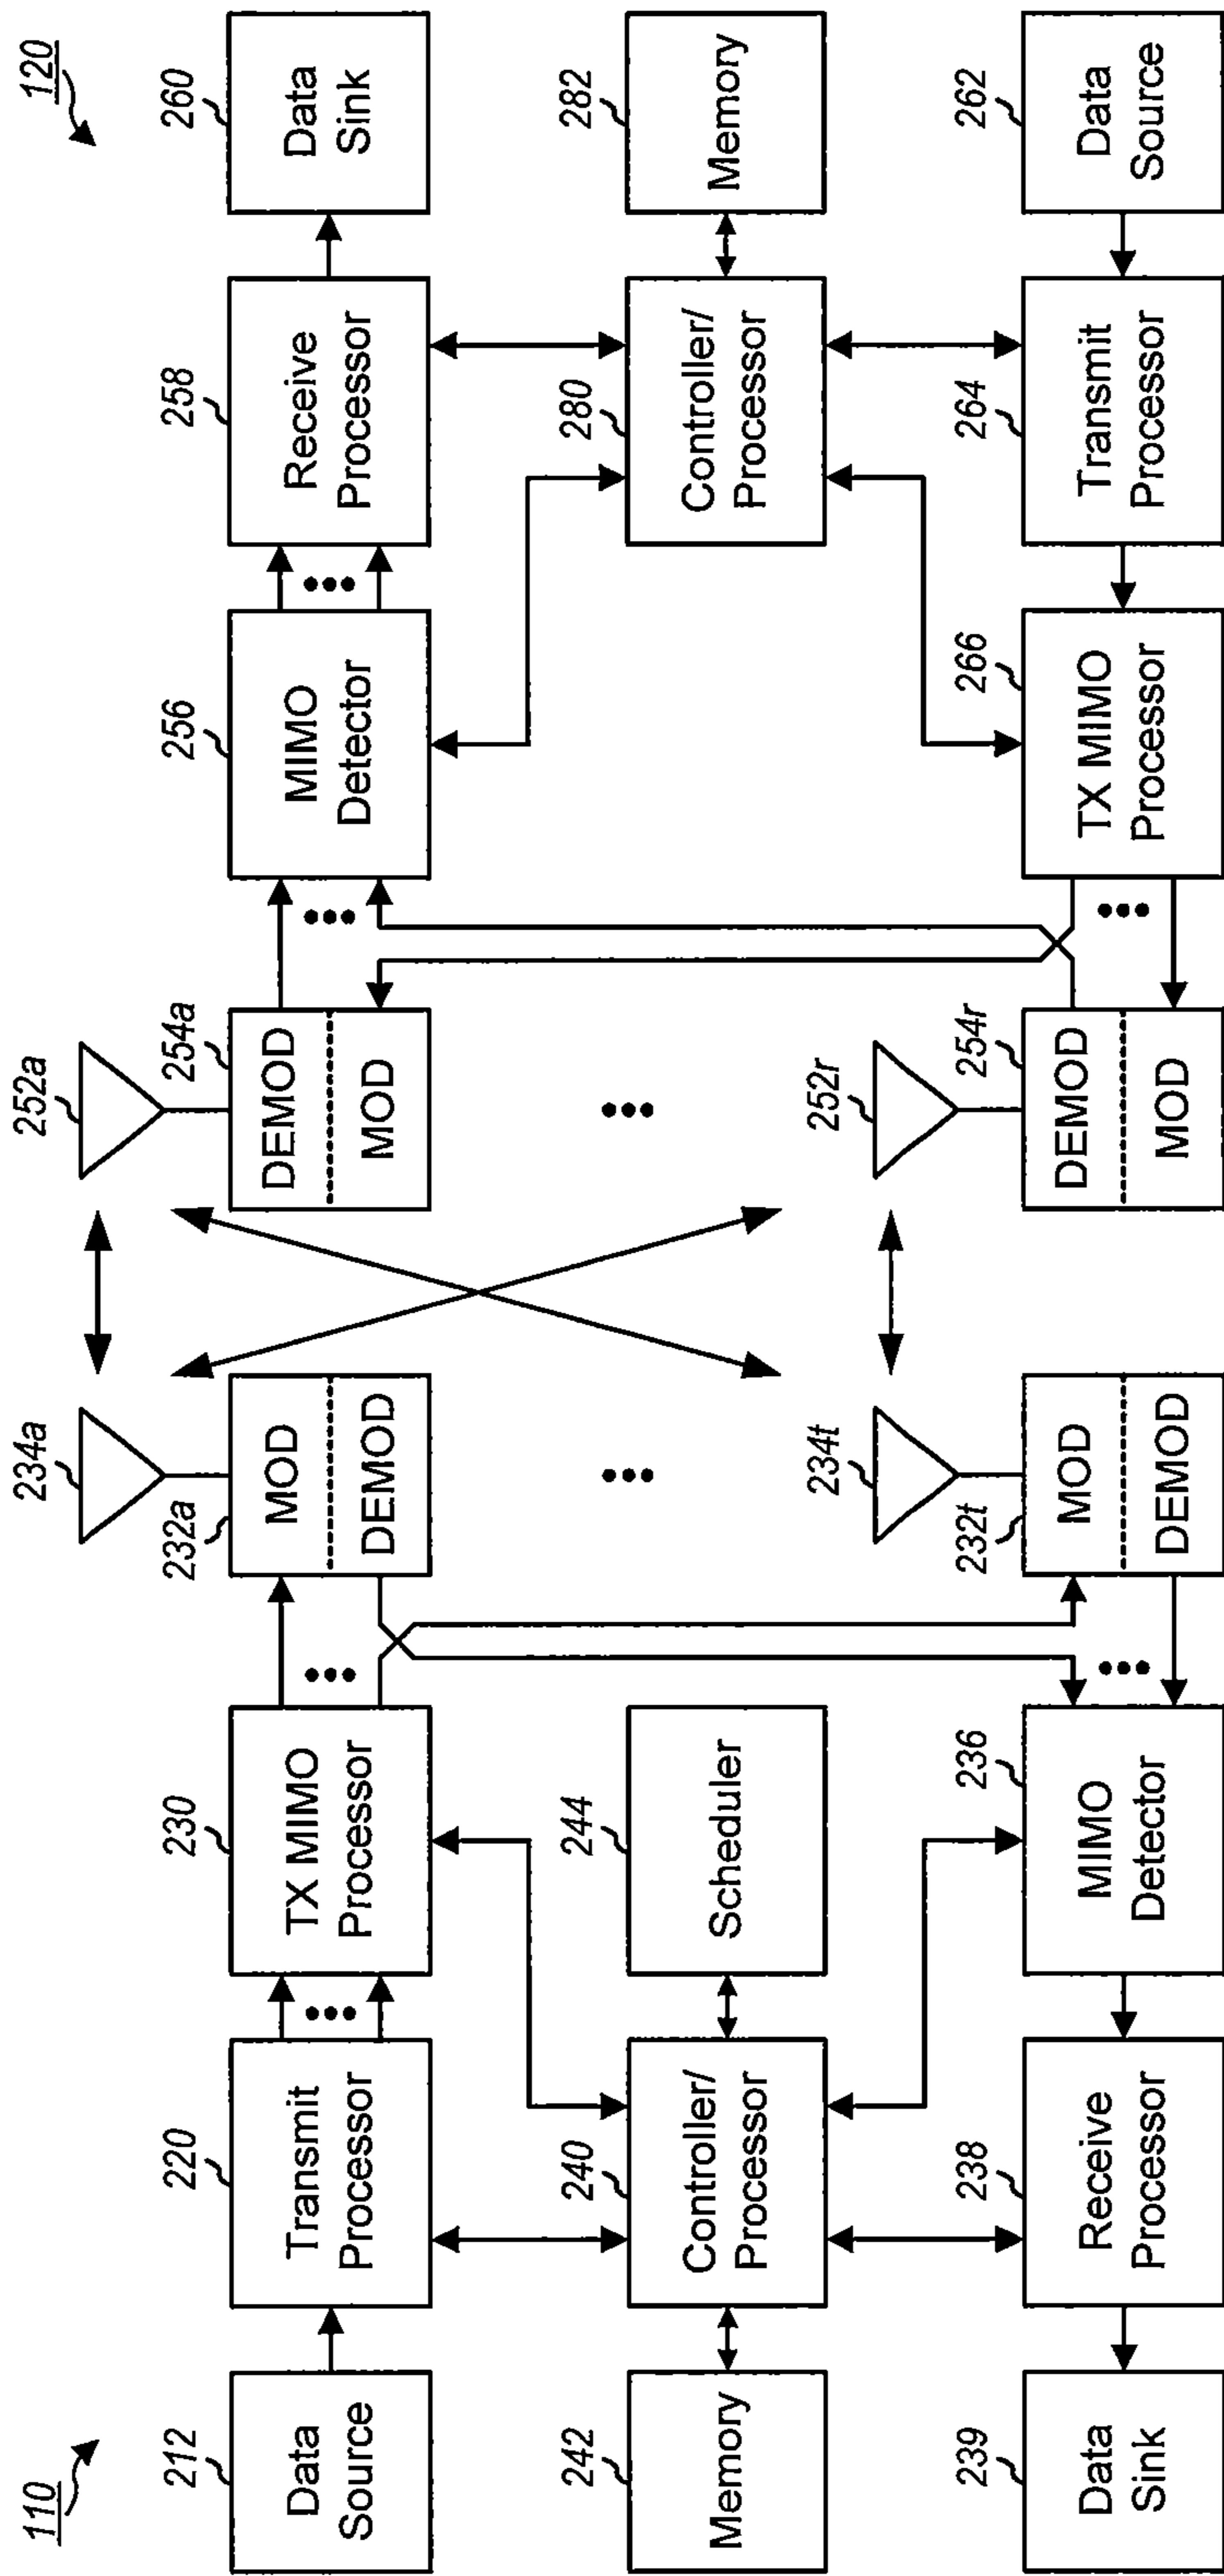 110
120
212
Data
Source
220
Transmit
Processor
230
TX MIMO
Processor
232a
MOD
DEMOD
234a
252a
254a
DEMOD
MOD
256
MIMO
Detector
258
Receive
Processor
260
Data
Sink
242
Memory
240
Controller/
Processor
244
Scheduler
280
Controller/
Processor
282
Memory
239
Data
Sink
238
Receive
Processor
236
MIMO
Detector
232t
MOD
DEMOD
234t
252r
254r
DEMOD
MOD
266
TX MIMO
Processor
264
Transmit
Processor
262
Data
Source